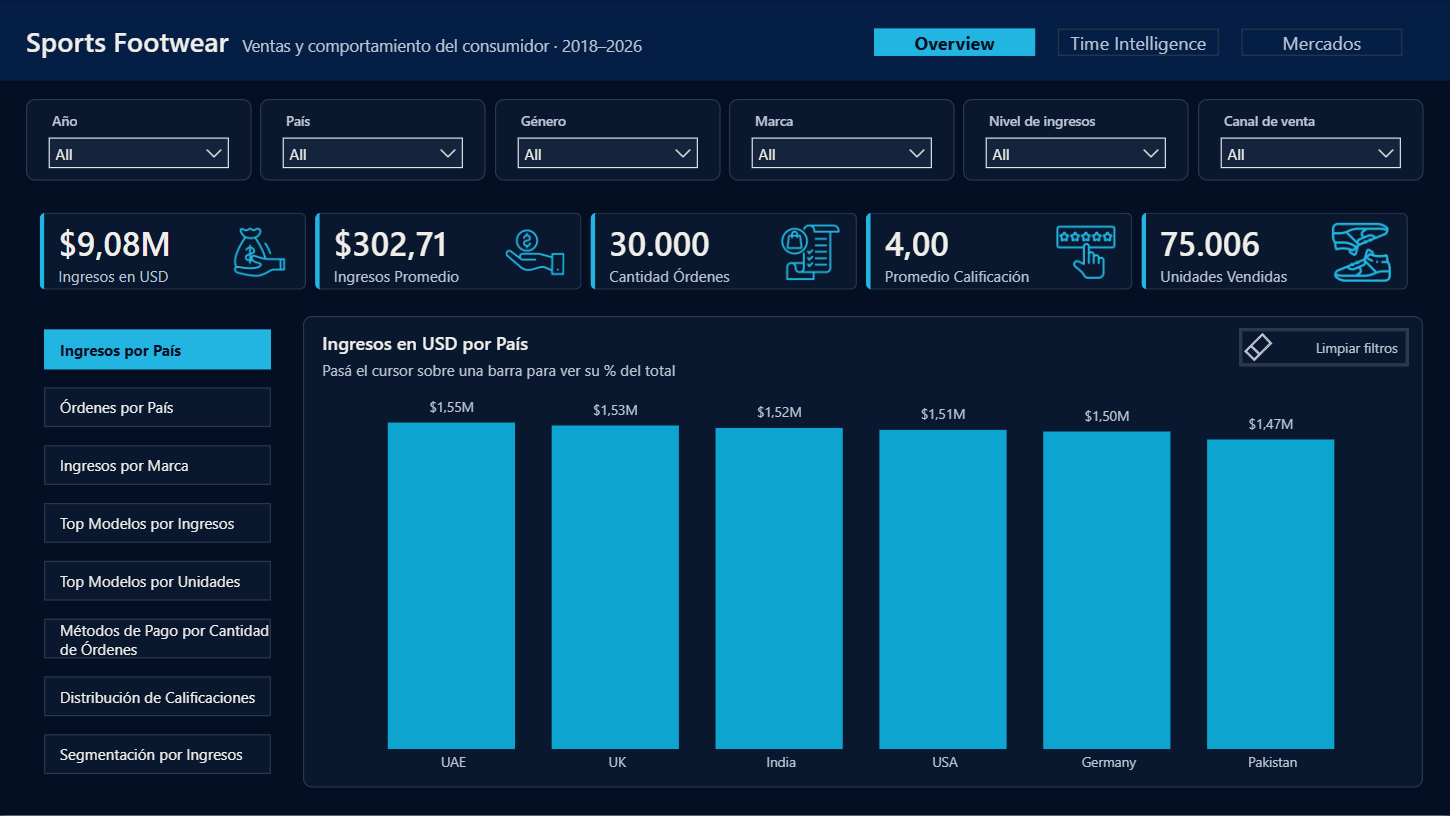 Sports Footwear Ventas y comportamiento del consumidor · 2018–2026
Overview
Time Intelligence
Mercados
Año
All
País
All
Género
All
Marca
All
Nivel de ingresos
All
Canal de venta
All
$9,08M
Ingresos en USD
$302,71
Ingresos Promedio
30.000
Cantidad Órdenes
4,00
Promedio Calificación
75.006
Unidades Vendidas
Ingresos por País
Órdenes por País
Ingresos por Marca
Top Modelos por Ingresos
Top Modelos por Unidades
Métodos de Pago por Cantidad
de Órdenes
Distribución de Calificaciones
Segmentación por Ingresos
Ingresos en USD por País
Pasá el cursor sobre una barra para ver su % del total
Limpiar filtros
$1,55M
$1,53M
$1,52M
$1,51M
$1,50M
$1,47M
UAE
UK
India
USA
Germany
Pakistan